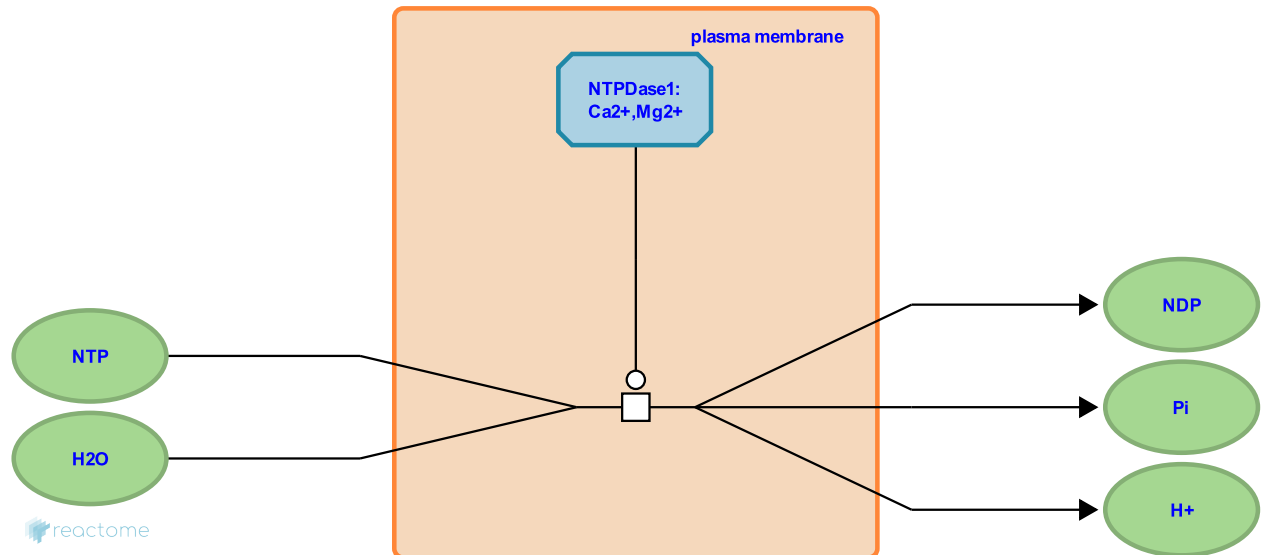 plasma membrane
NTPDase1:
Ca2+,Mg2+
NTP
H2O
NDP
Pi
H+
reactome